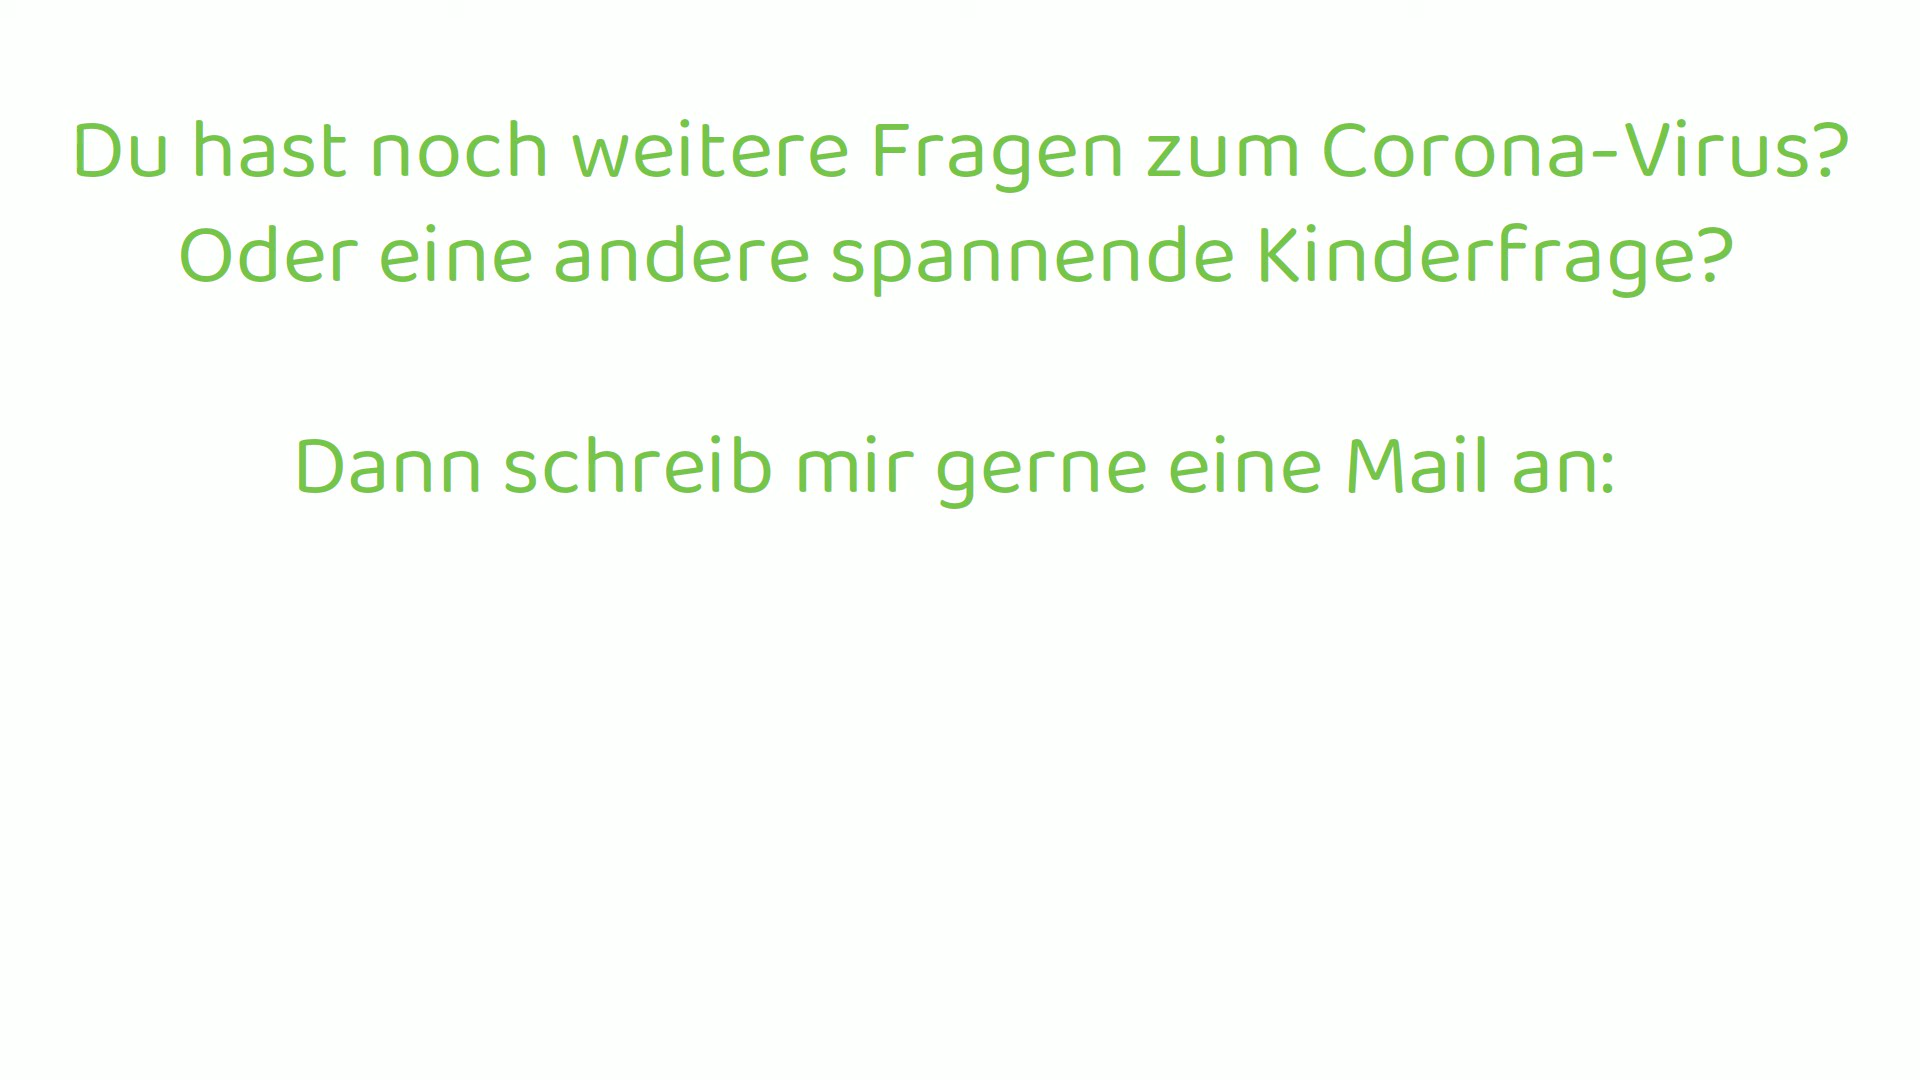 Du hast noch weitere Fragen zum Corona-Virus?
Oder eine andere spannende Kinderfrage?
Dann schreib mir gerne eine Mail an: